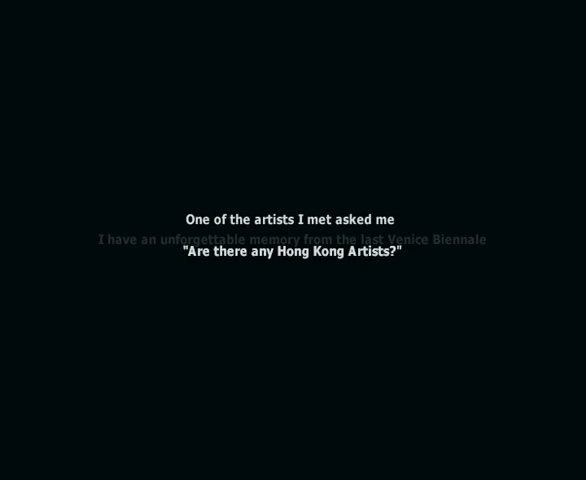 One of the artists I met asked me
I have an unforgettable memory from the last Venice Biennale
"Are there any Hong Kong Artists?"